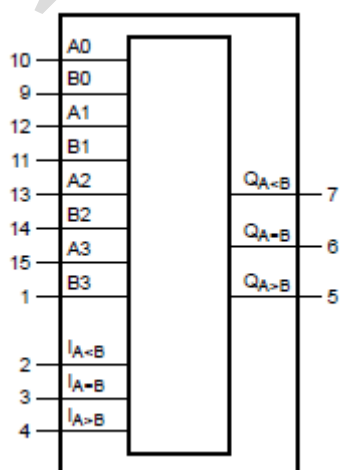 10 A0
9 B0
12 A1
11 B1
13 A2 QA<B 7
14 B2
QA=B 6
15 A3
1 B3 QA>B 5
2 IA<B
3 IA=B
4 IA>B